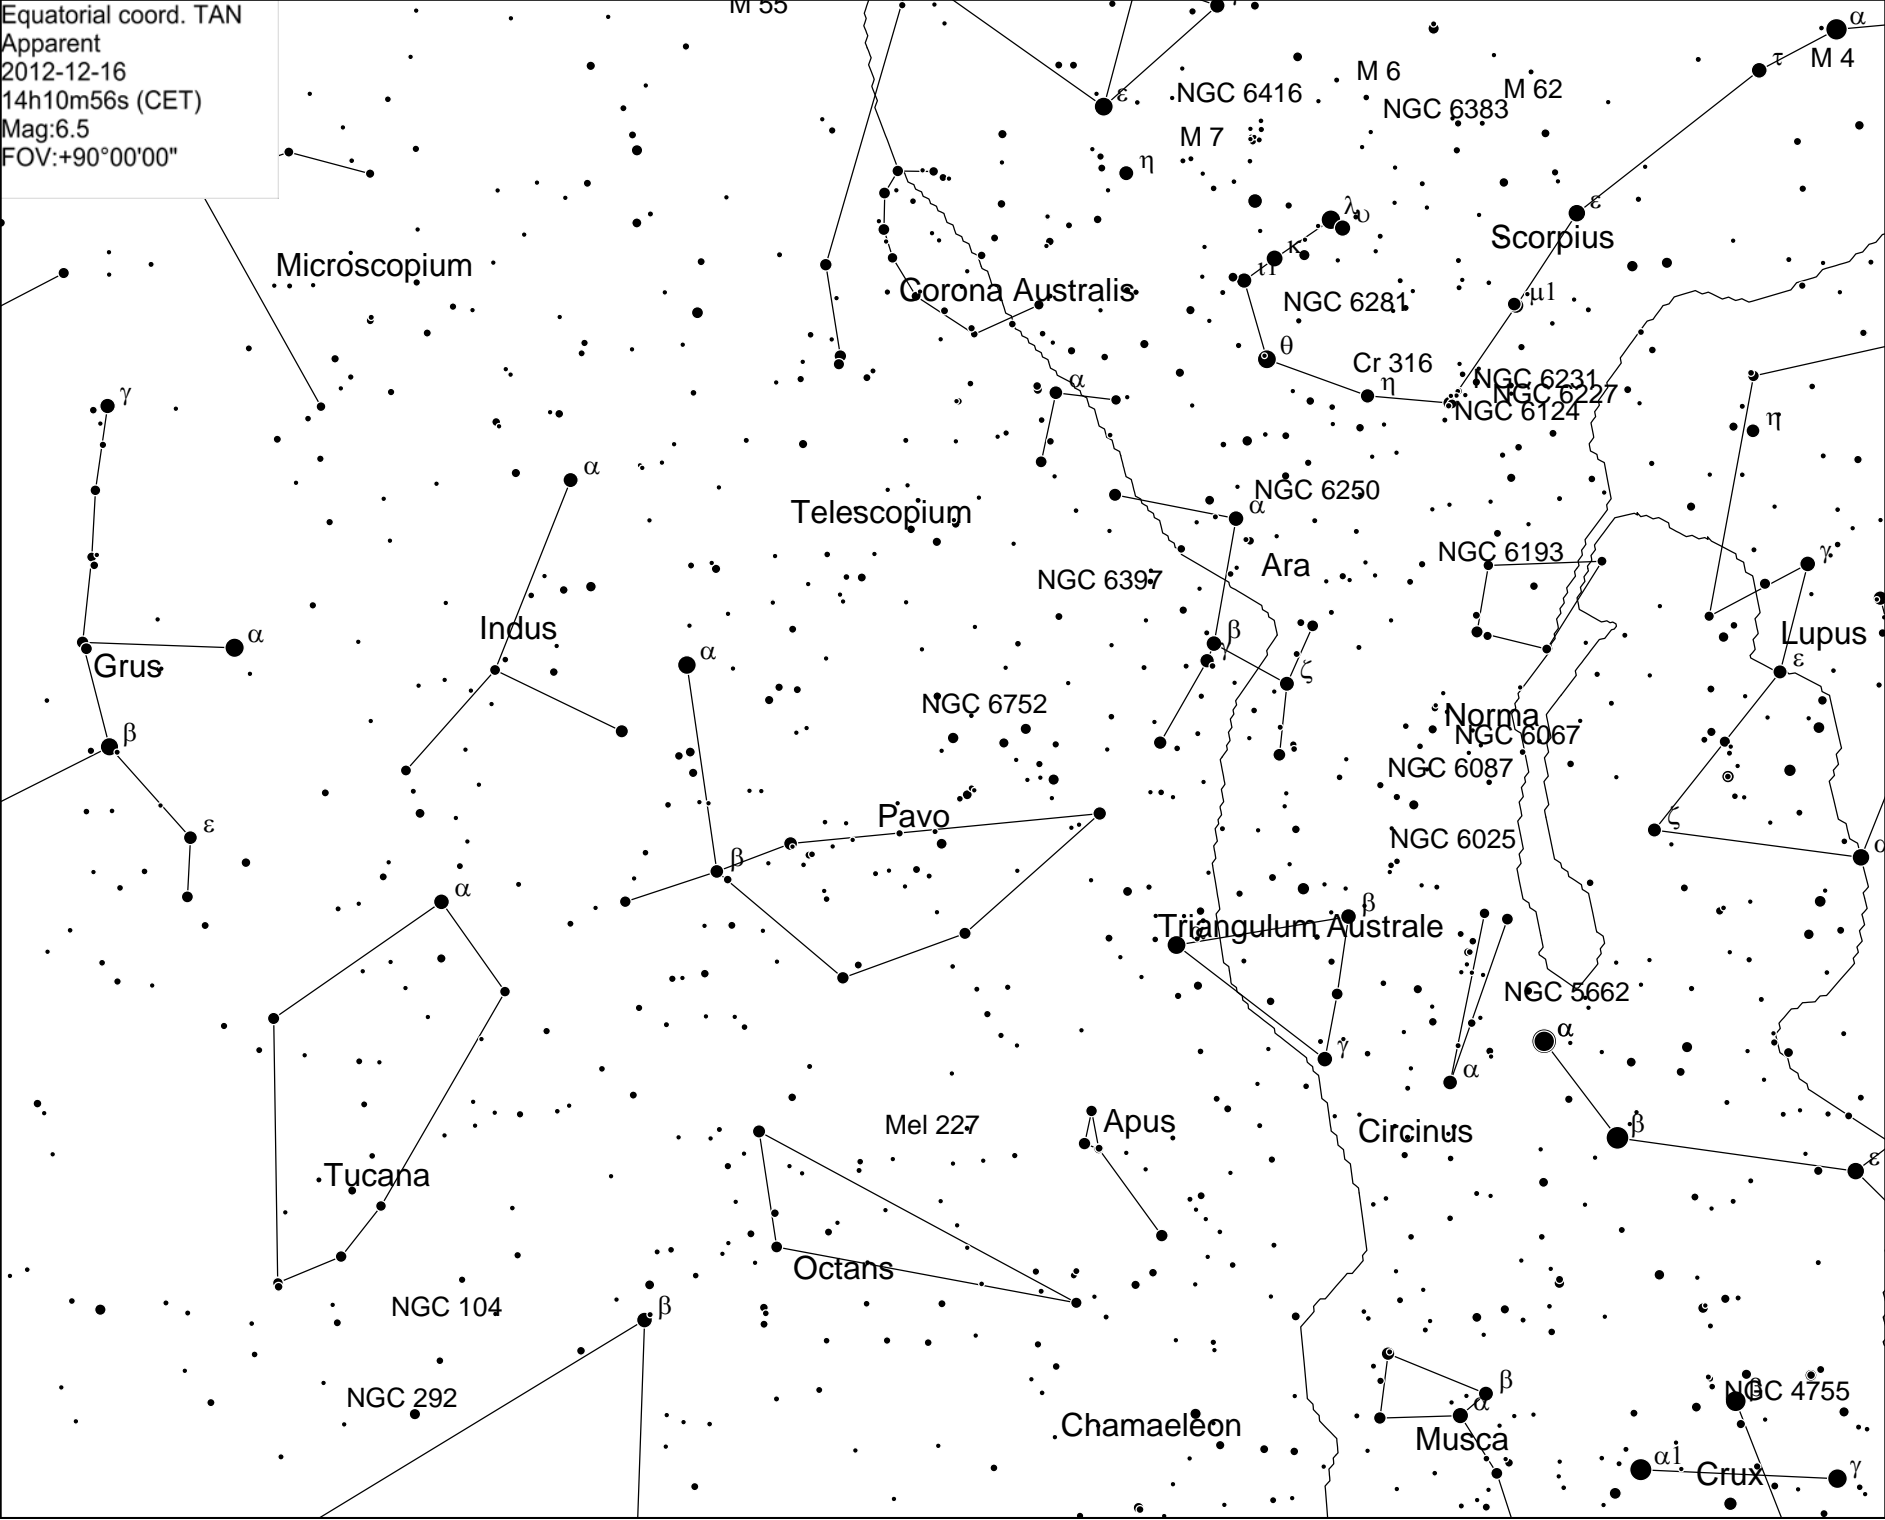 Equatorial coord. TAN
Apparent
2012-12-16
14h10m56s (CET)
Mag:6.5
FOV:+90°00'00"
M 55
α
τ
M 4
M 6
M 62
ε
NGC 6416
NGC 6383
M 7
η
ε
λ
υ
Scorpius
κ
ι1
Microscopium
Corona Australis
NGC 6281
μ1
θ
Cr 316
η
NGC 6231
NGC 6227
NGC 6124
γ
α
η
α
Telescopium
NGC 6250
α
NGC 6193
Ara
γ
NGC 6397
Indus
α
Grus
α
β
γ
ζ
Lupus
ε
NGC 6752
Norma
NGC 6067
β
NGC 6087
Pavo
ε
NGC 6025
ζ
α
β
α
β
Triangulum Australe
α
NGC 5662
α
γ
α
Mel 227
Apus
Circinus
β
ε
Tucana
Octans
NGC 104
β
NGC 292
β
α
β
NGC 4755
Chamaeleon
Musca
α1
Crux
γ